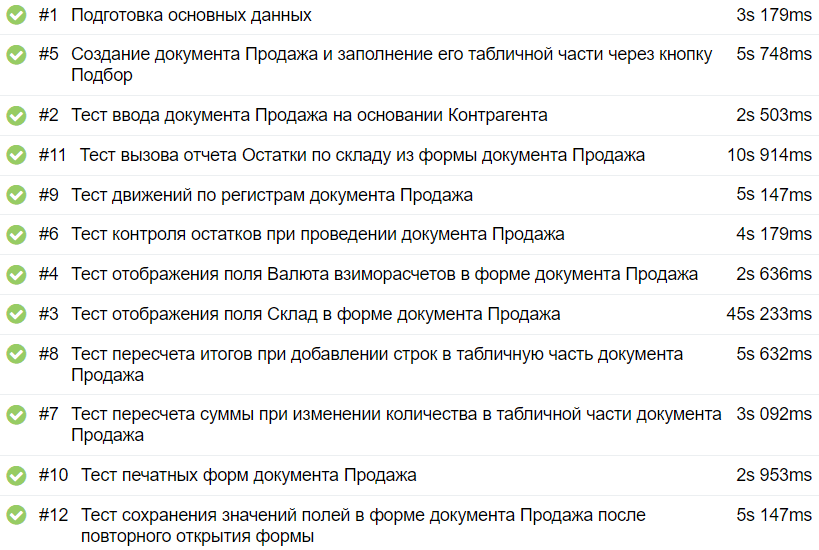 #1 Подготовка основных данных 3s 179ms
#5 Создание документа Продажа и заполнение его табличной части через кнопку 5s 748ms
Подбор
#2 Тест ввода документа Продажа на основании Контрагента 2s 503ms
#11 Тест вызова отчета Остатки по складу из формы документа Продажа 10s 914ms
#9 Тест движений по регистрам документа Продажа 5s 147ms
#6 Тест контроля остатков при проведении документа Продажа 4s 179ms
#4 Тест отображения поля Валюта взиморасчетов в форме документа Продажа 2s 636ms
#3 Тест отображения поля Склад в форме документа Продажа 45s 233ms
#8 Тест пересчета итогов при добавлении строк в табличную часть документа 5s 632ms
Продажа
#7 Тест пересчета суммы при изменении количества в табличной части документа 3s 092ms
Продажа
#10 Тест печатных форм документа Продажа 2s 953ms
#12 Тест сохранения значений полей в форме документа Продажа после 5s 147ms
повторного открытия формы